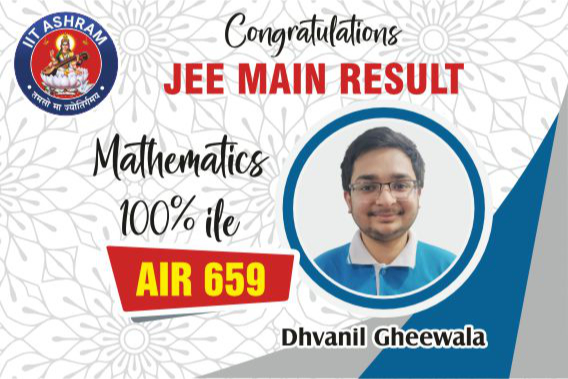 IIT ASHRAM
• तमसो मा ज्योतिर्गमय •
Congratulations
JEE MAIN RESULT
Mathematics
100% ile
AIR 659
Dhvanil Gheewala